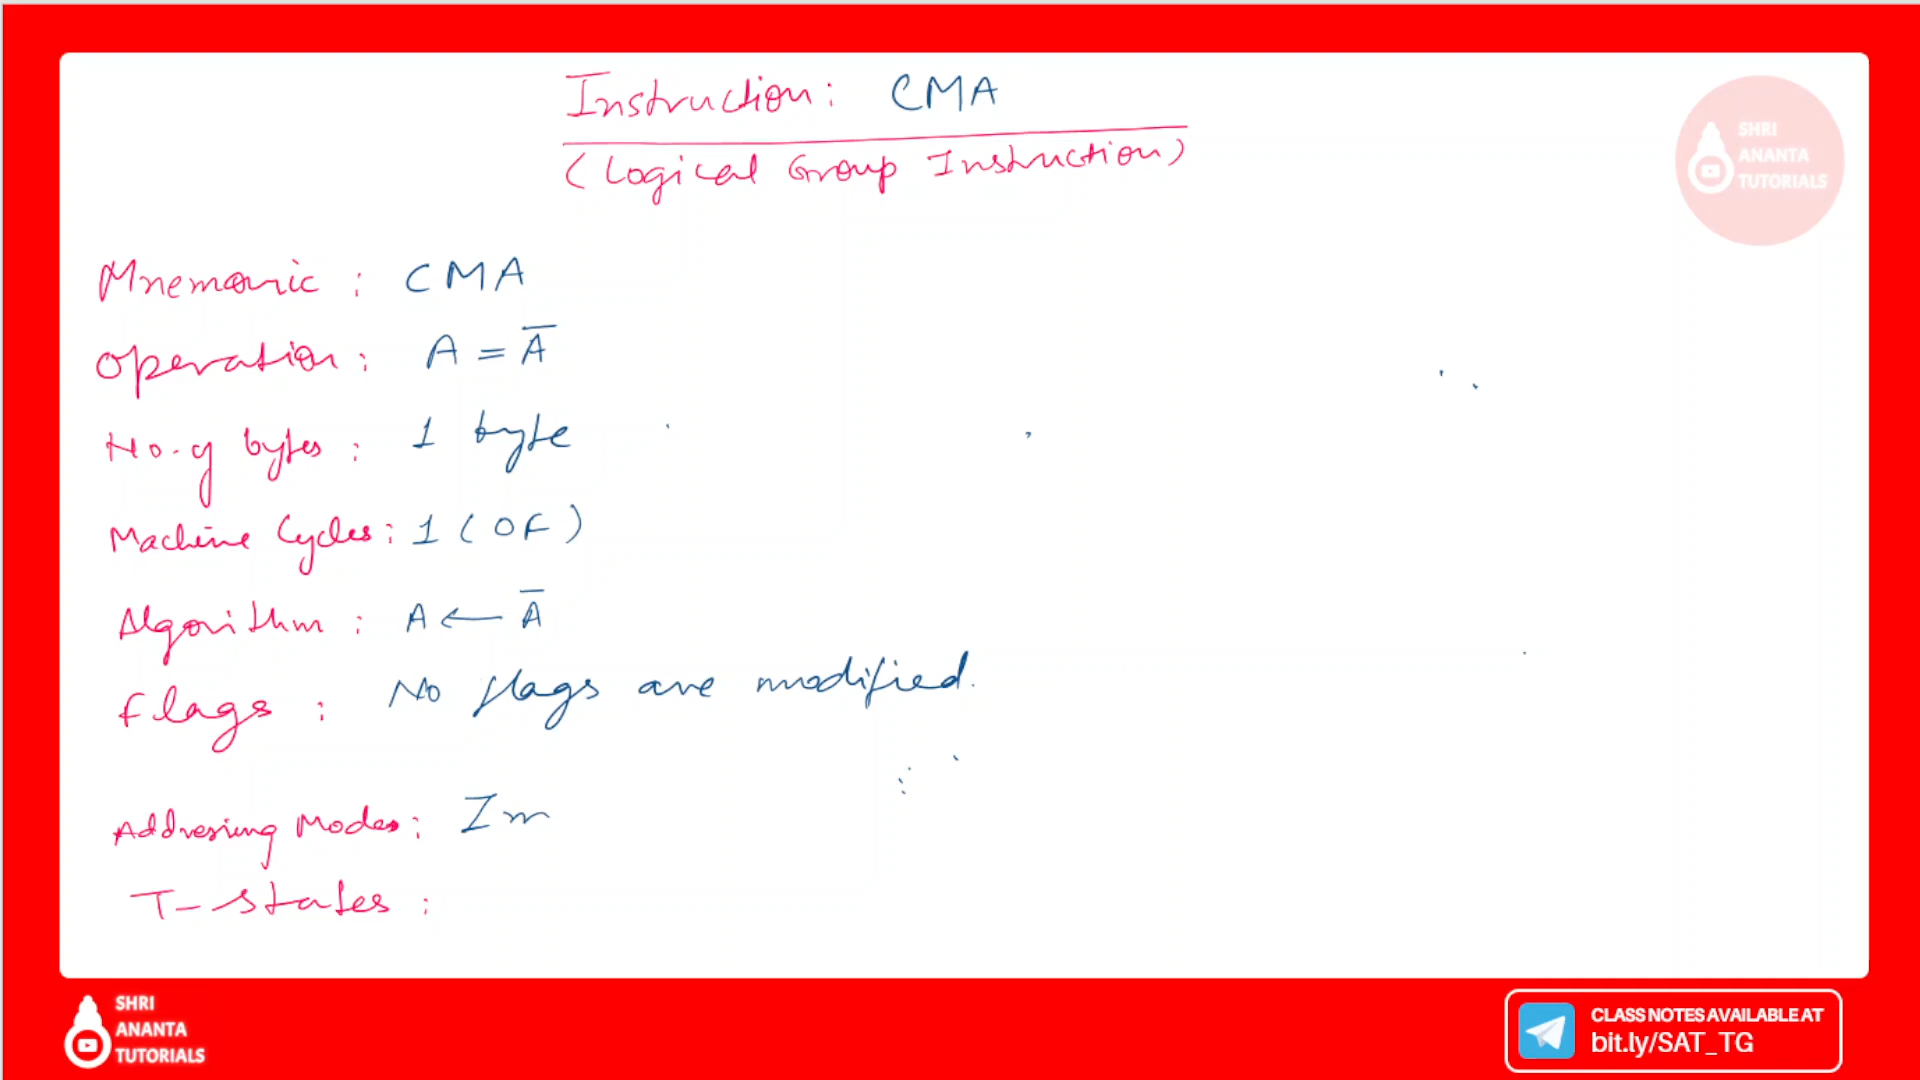 Instruction: CMA
(Logical Group Instruction)
SHRI
ANANTA
TUTORIALS
Mnemonic : CMA
Operation: A = A̅
No. of bytes : 1 byte
Machine Cycles: 1 (OF)
Algorithm : A ← A̅
Flags : No flags are modified.
Addressing Modes: Im
T-states :
SHRI
ANANTA
TUTORIALS
CLASS NOTES AVAILABLE AT
bit.ly/SAT_TG